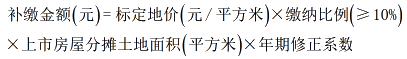 补缴金额(元)=标定地价(元/平方米)×缴纳比例(≥10%)
×上市房屋分摊土地面积(平方米)×年期修正系数